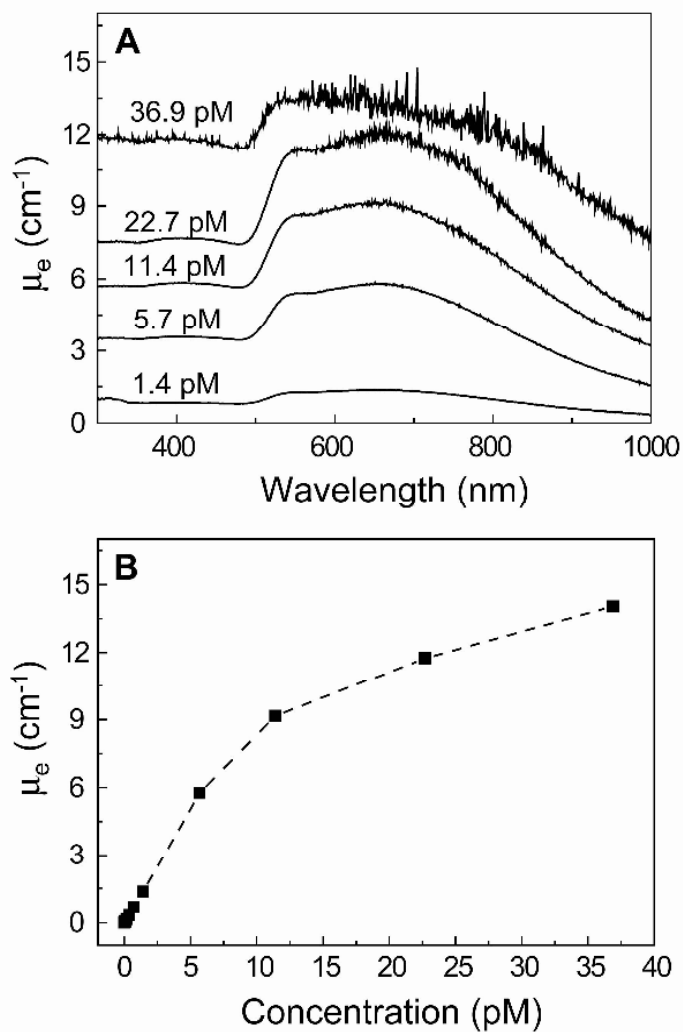 A
15
12
9
6
3
0
μe (cm-1)
36.9 pM
22.7 pM
11.4 pM
5.7 pM
1.4 pM
400 600 800 1000
Wavelength (nm)
B
15
12
9
6
3
0
μe (cm-1)
0 5 10 15 20 25 30 35 40
Concentration (pM)